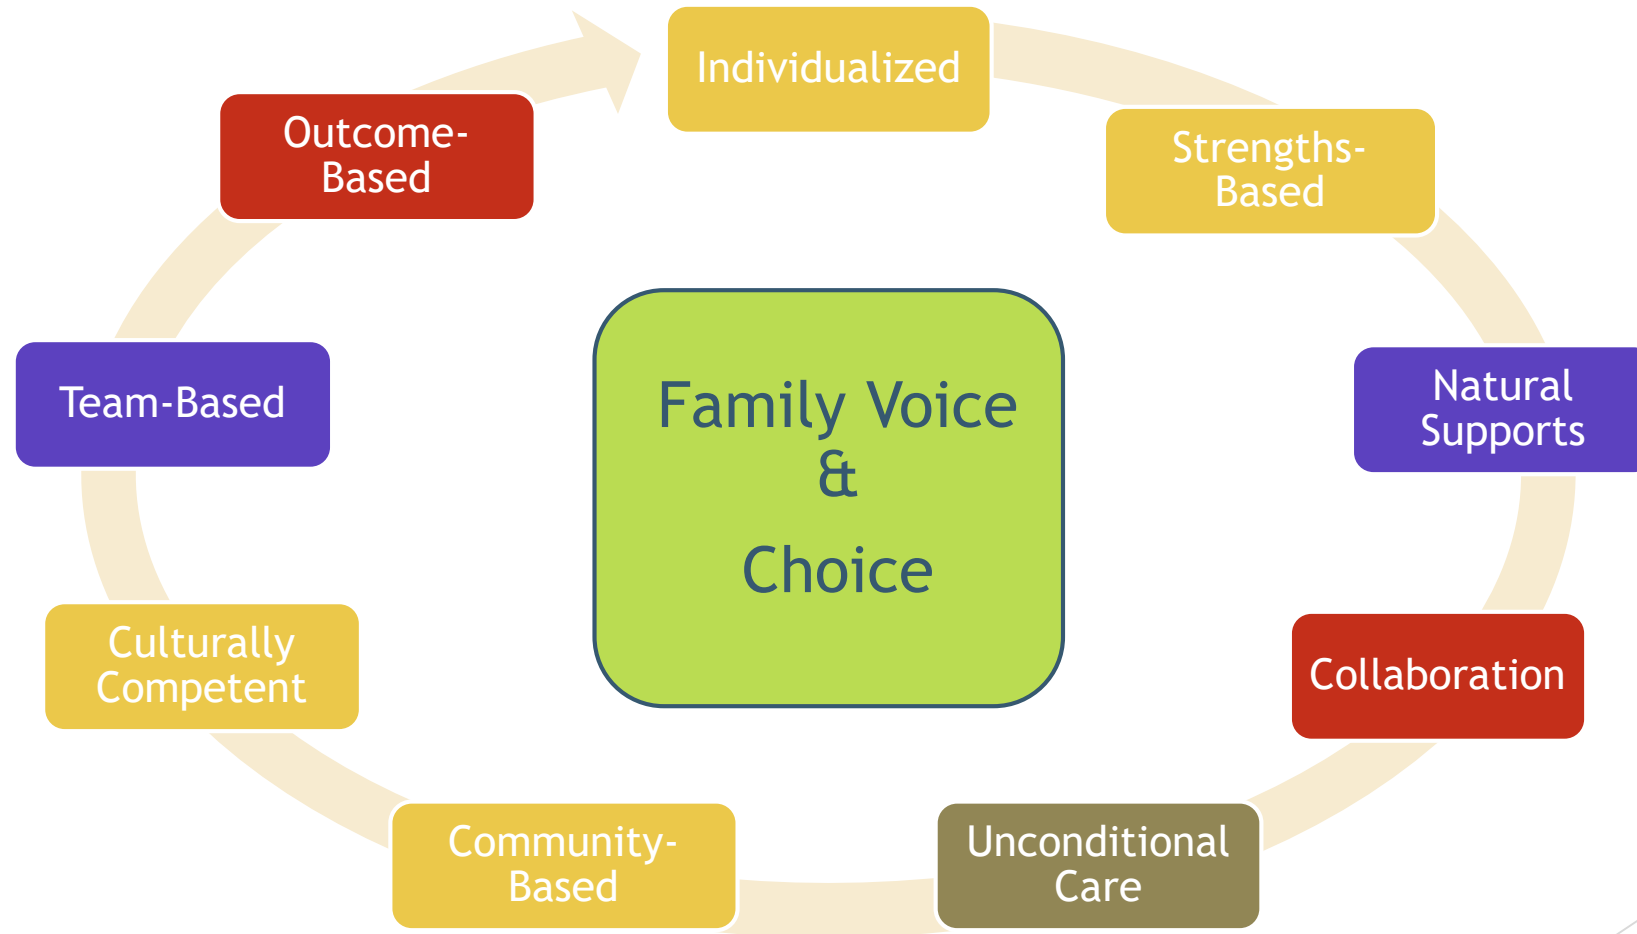 Individualized
Strengths-
Based
Natural
Supports
Collaboration
Unconditional
Care
Community-
Based
Culturally
Competent
Team-Based
Outcome-
Based
Family Voice
&
Choice